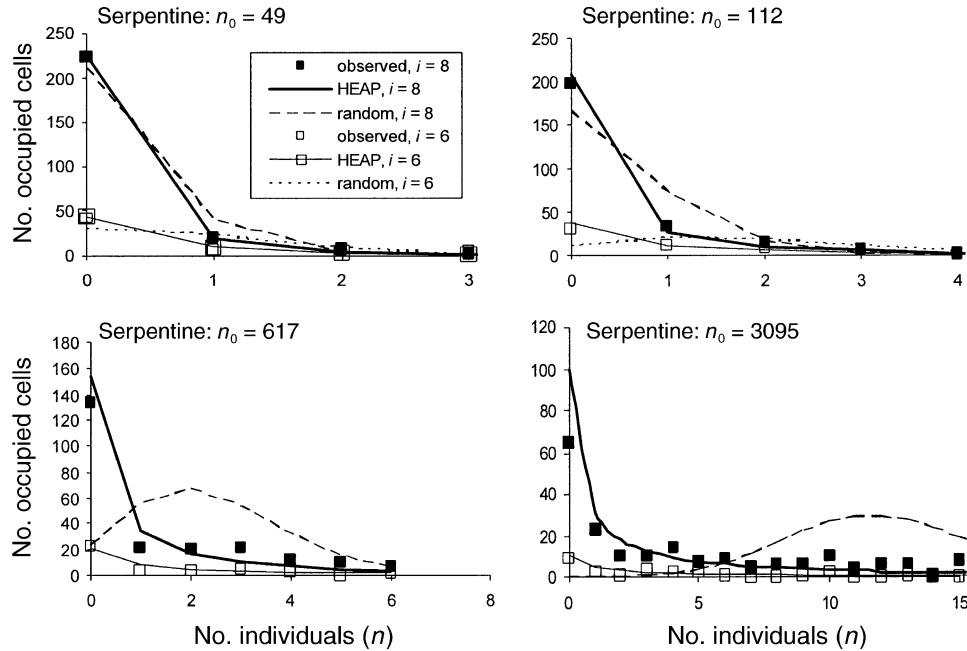 Serpentine: n0 = 49
No. occupied cells
250
200
150
100
50
0
0 1 2 3
observed, i = 8
HEAP, i = 8
random, i = 8
observed, i = 6
HEAP, i = 6
random, i = 6
Serpentine: n0 = 112
250
200
150
100
50
0
0 1 2 3 4
Serpentine: n0 = 617
No. occupied cells
180
160
140
120
100
80
60
40
20
0
0 2 4 6 8
No. individuals (n)
Serpentine: n0 = 3095
120
100
80
60
40
20
0
0 5 10 15
No. individuals (n)